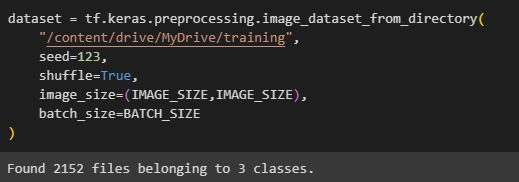 dataset = tf.keras.preprocessing.image_dataset_from_directory(
    "/content/drive/MyDrive/training",
    seed=123,
    shuffle=True,
    image_size=(IMAGE_SIZE,IMAGE_SIZE),
    batch_size=BATCH_SIZE
)
Found 2152 files belonging to 3 classes.